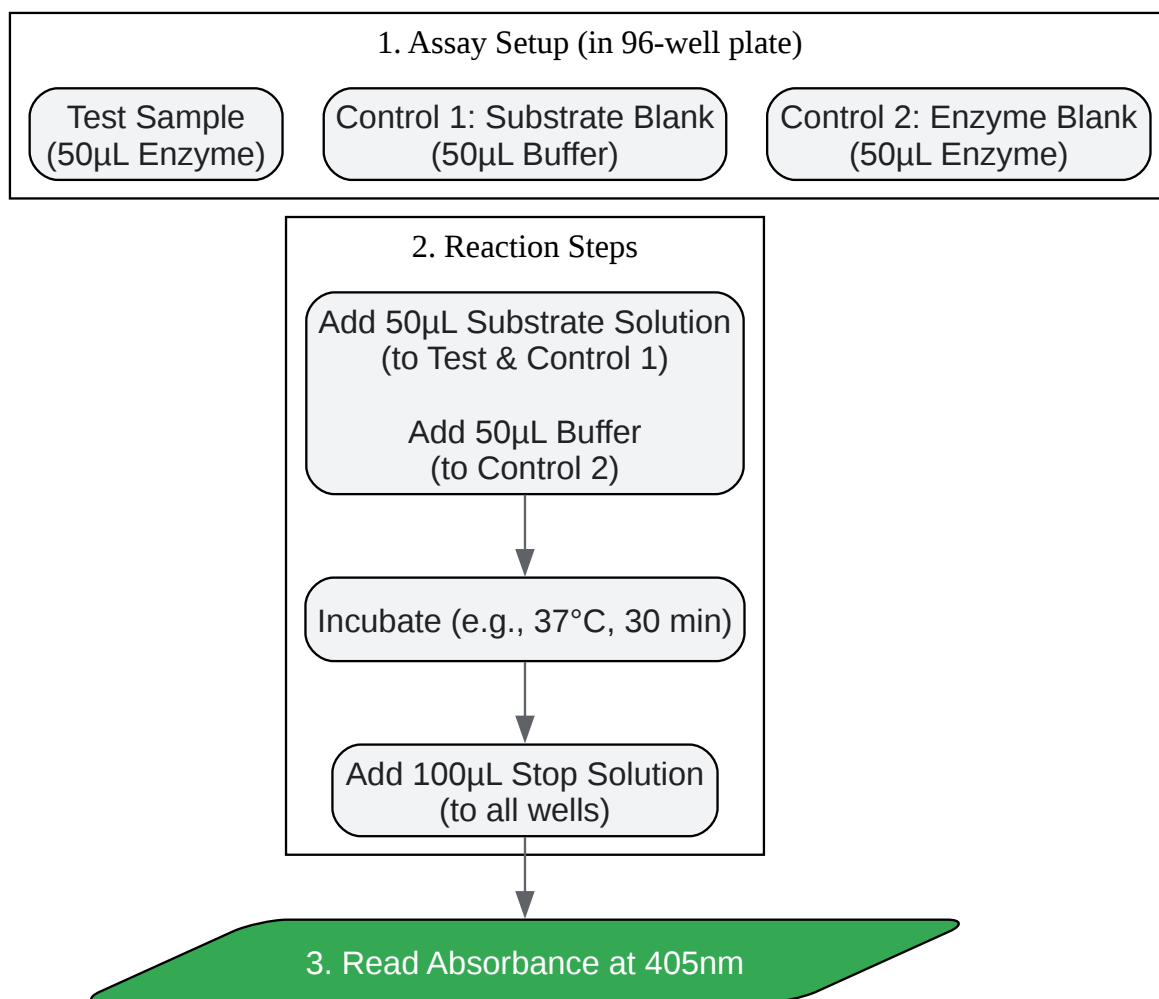 1. Assay Setup (in 96-well plate)
Test Sample
(50µL Enzyme)
Control 1: Substrate Blank
(50µL Buffer)
Control 2: Enzyme Blank
(50µL Enzyme)
2. Reaction Steps
Add 50µL Substrate Solution
(to Test & Control 1)
Add 50µL Buffer
(to Control 2)
Incubate (e.g., 37°C, 30 min)
Add 100µL Stop Solution
(to all wells)
3. Read Absorbance at 405nm